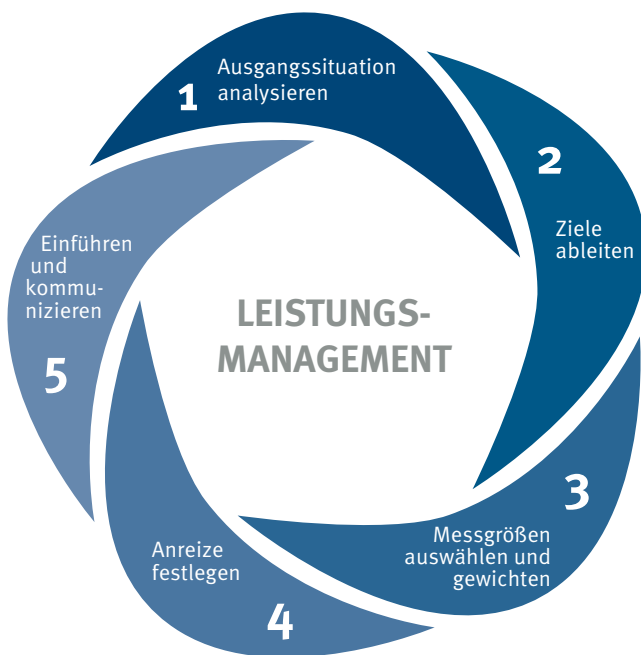 1
Ausgangssituation
analysieren
2
Ziele
ableiten
3
Messgrößen
auswählen und
gewichten
Anreize
festlegen
4
Einführen
und
kommu-
nizieren
5
LEISTUNGS-
MANAGEMENT